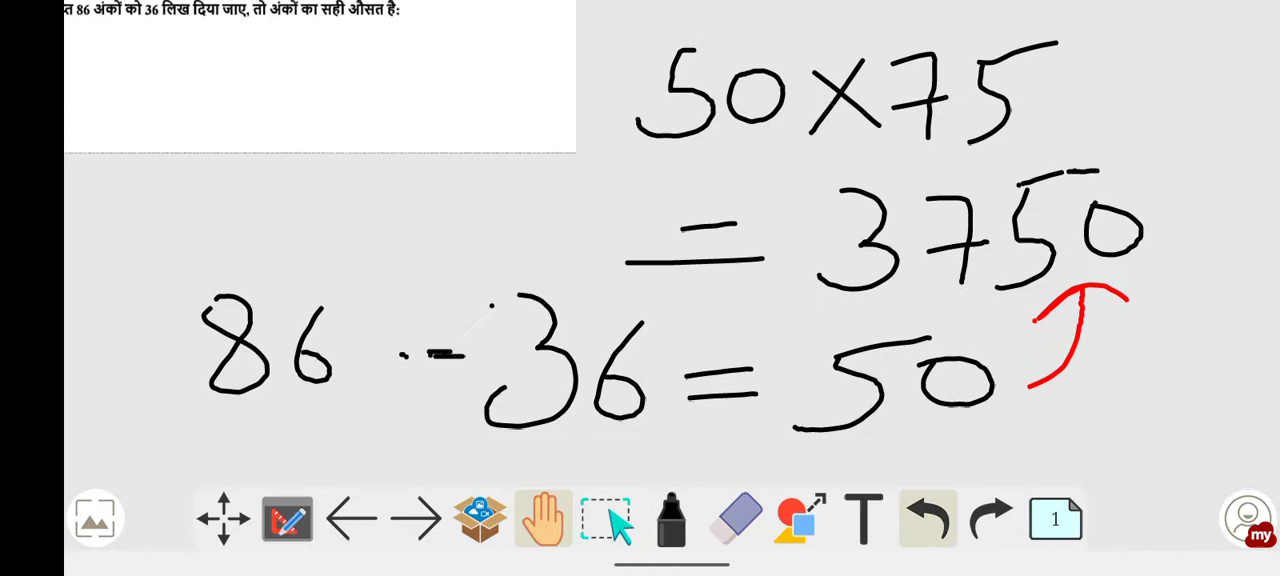 86 अंकों को 36 लिख दिया जाए, तो अंकों का सही औसत है:
50×75
= 3750
86 - 36 = 50
1
my